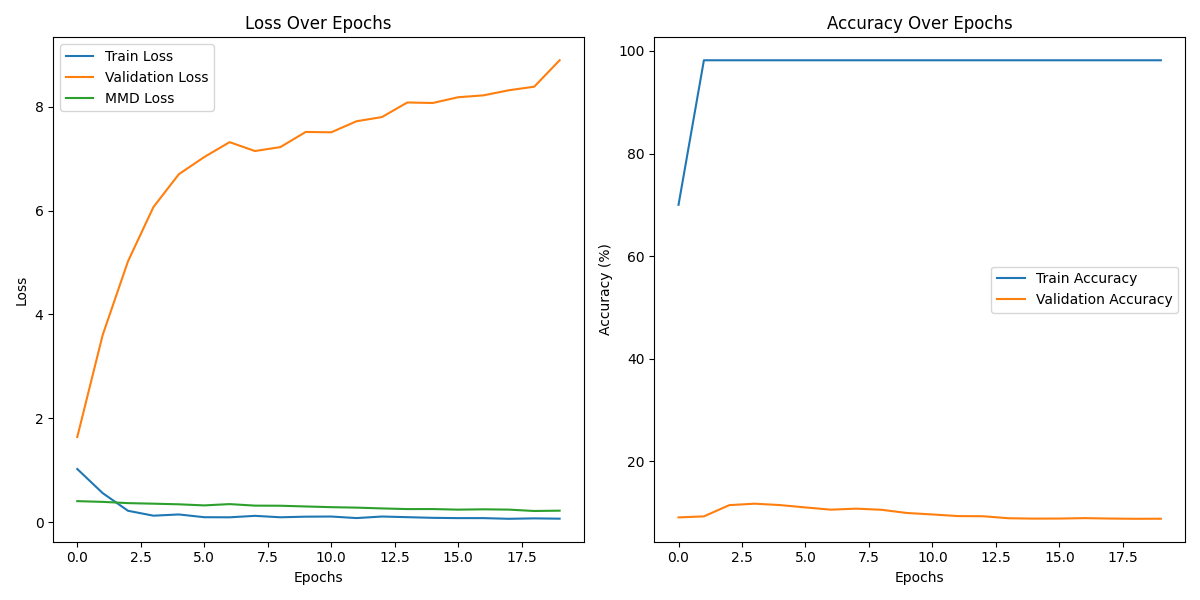 Loss Over Epochs
Train Loss
Validation Loss
MMD Loss
Loss
8
6
4
2
0
0.0 2.5 5.0 7.5 10.0 12.5 15.0 17.5
Epochs
Accuracy Over Epochs
Train Accuracy
Validation Accuracy
Accuracy (%)
100
80
60
40
20
0.0 2.5 5.0 7.5 10.0 12.5 15.0 17.5
Epochs